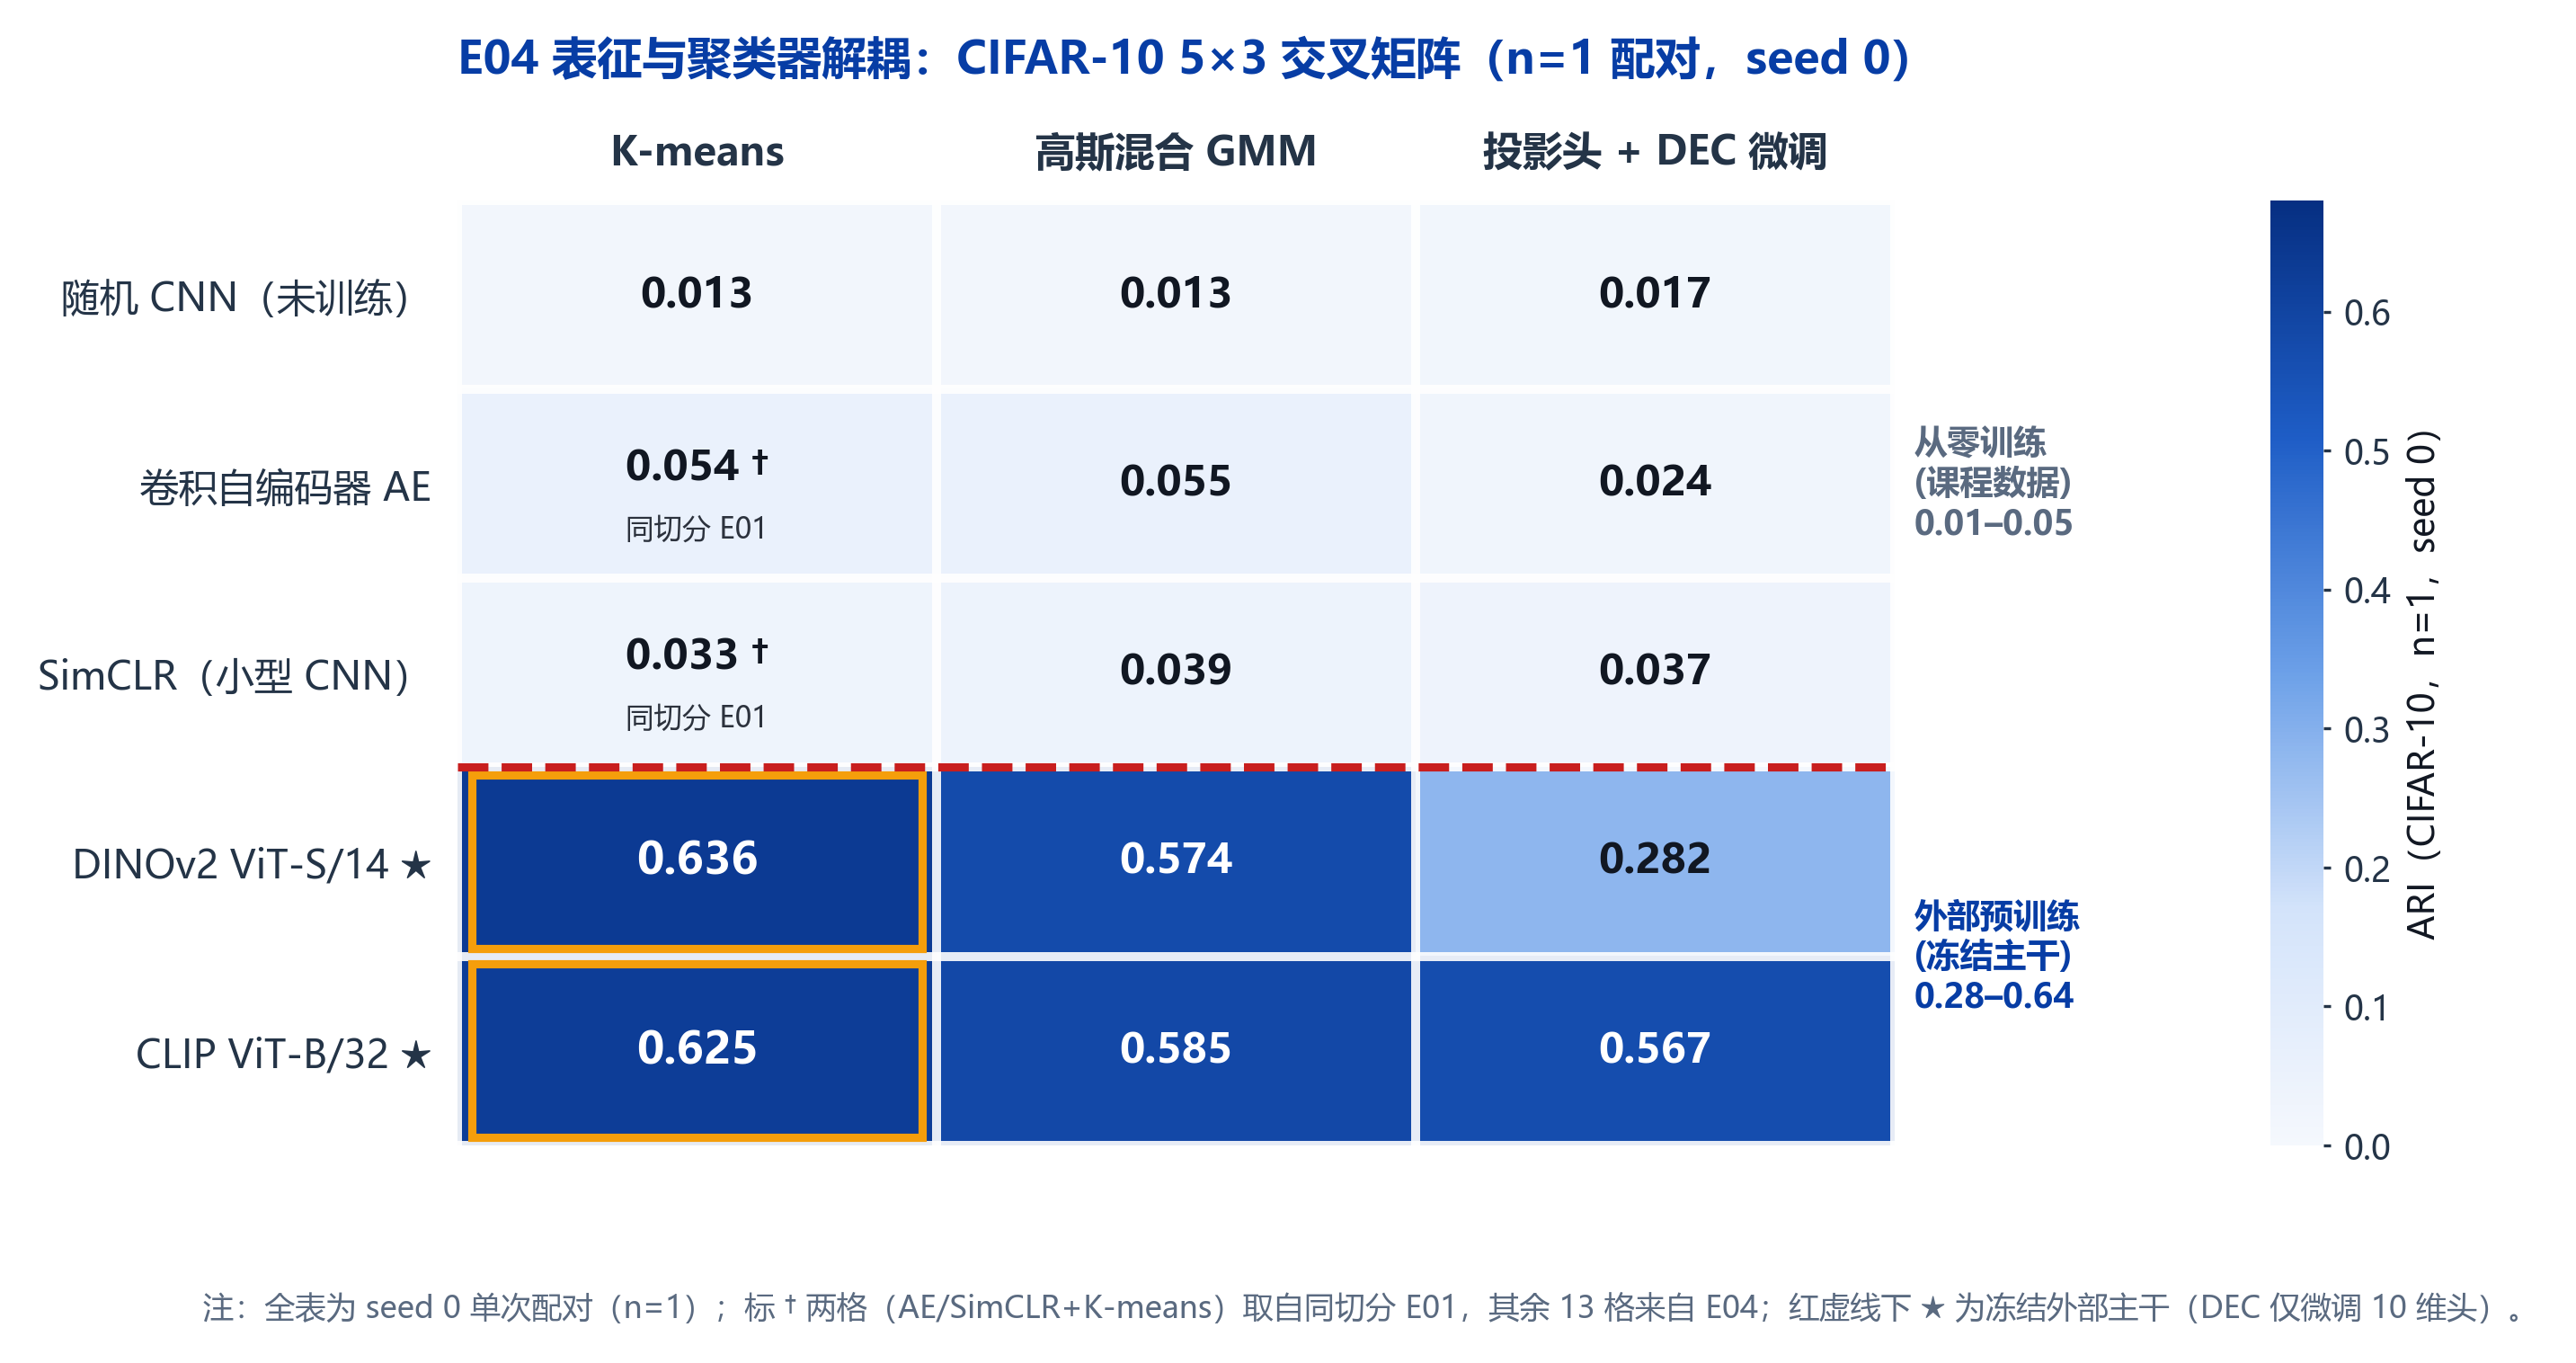 E04 表征与聚类器解耦：CIFAR-10 5×3 交叉矩阵（n=1 配对，seed 0）
K-means
高斯混合 GMM
投影头 + DEC 微调
随机 CNN（未训练）
0.013
0.013
0.017
卷积自编码器 AE
0.054 †
同切分 E01
0.055
0.024
从零训练
(课程数据)
0.01–0.05
SimCLR（小型 CNN）
0.033 †
同切分 E01
0.039
0.037
DINOv2 ViT-S/14 ★
0.636
0.574
0.282
外部预训练
(冻结主干)
0.28–0.64
CLIP ViT-B/32 ★
0.625
0.585
0.567
0.6
0.5
0.4
0.3
0.2
0.1
0.0
ARI（CIFAR-10，n=1，seed 0）
注：全表为 seed 0 单次配对（n=1）；标 † 两格（AE/SimCLR+K-means）取自同切分 E01，其余 13 格来自 E04；红虚线下 ★ 为冻结外部主干（DEC 仅微调 10 维头）。